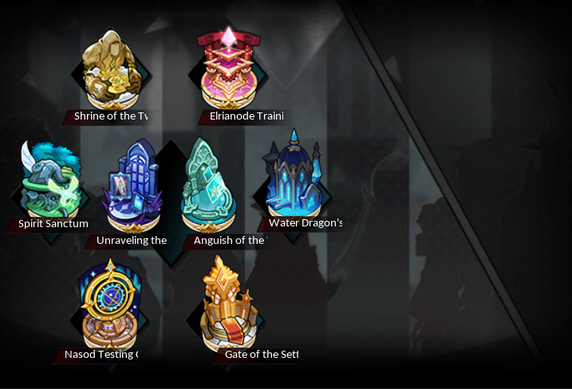 Shrine of the Tw
Elrianode Traini
Spirit Sanctum
Unraveling the
Anguish of the
Water Dragon's
Nasod Testing
Gate of the Sett